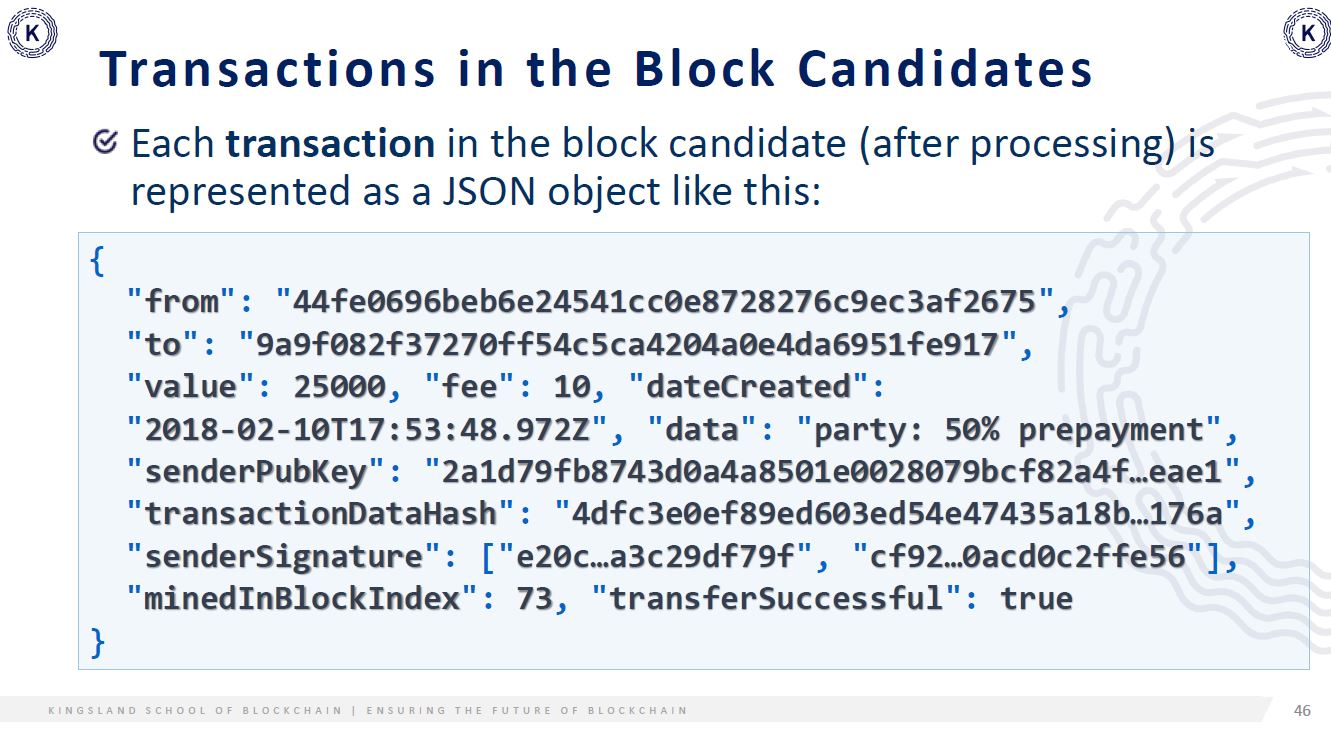 K
K
Transactions in the Block Candidates
Each transaction in the block candidate (after processing) is
represented as a JSON object like this:
{
"from": "44fe0696beb6e24541cc0e8728276c9ec3af2675",
"to": "9a9f082f37270ff54c5ca4204a0e4da6951fe917",
"value": 25000, "fee": 10, "dateCreated":
"2018-02-10T17:53:48.972Z", "data": "party: 50% prepayment",
"senderPubKey": "2a1d79fb8743d0a4a8501e0028079bcf82a4f…eae1",
"transactionDataHash": "4dfc3e0ef89ed603ed54e47435a18b…176a",
"senderSignature": ["e20c…a3c29df79f", "cf92…0acd0c2ffe56"],
"minedInBlockIndex": 73, "transferSuccessful": true
}
KINGSLAND SCHOOL OF BLOCKCHAIN | ENSURING THE FUTURE OF BLOCKCHAIN
46